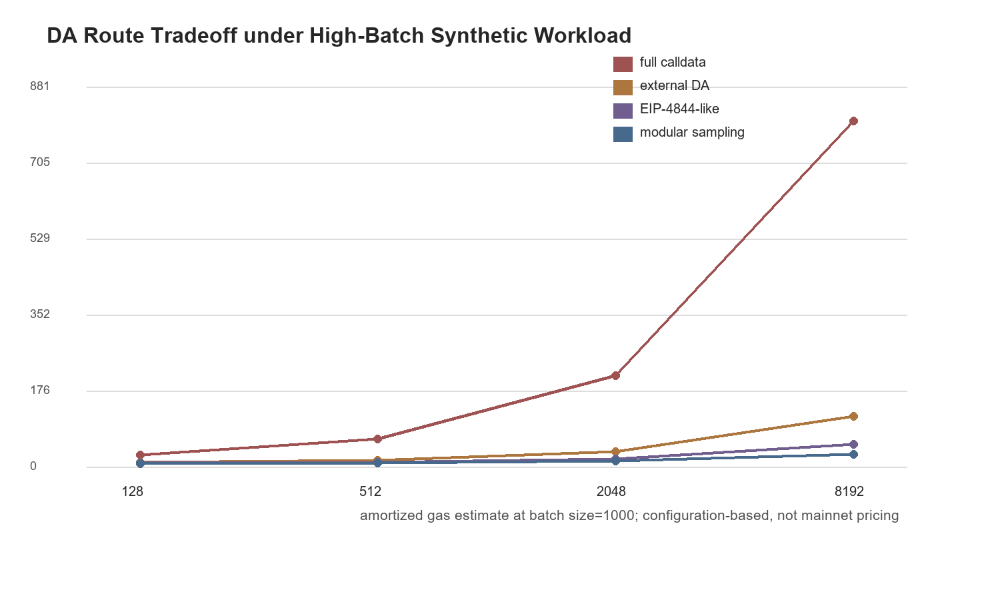 DA Route Tradeoff under High-Batch Synthetic Workload
full calldata
external DA
EIP-4844-like
modular sampling
881
705
529
352
176
0
128 512 2048 8192
amortized gas estimate at batch size=1000; configuration-based, not mainnet pricing